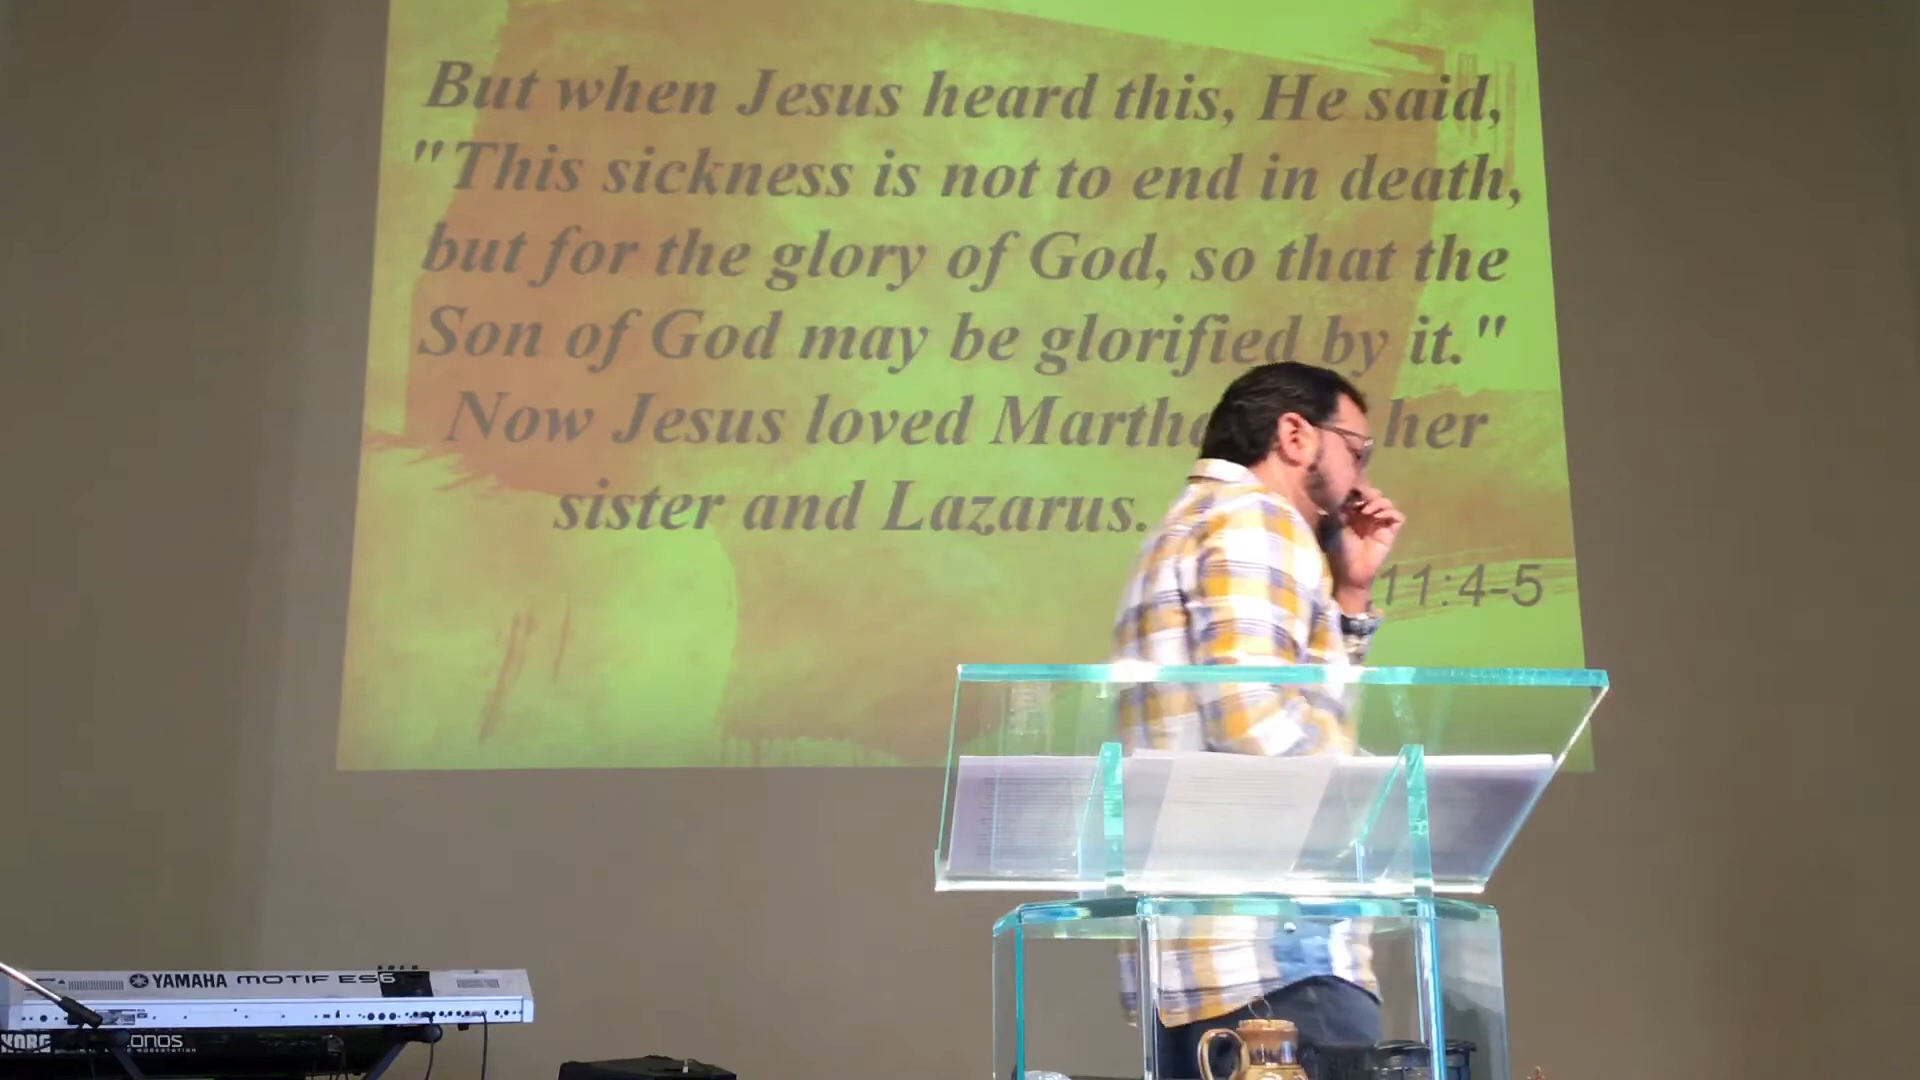 But when Jesus heard this, He said,
"This sickness is not to end in death,
but for the glory of God, so that the
Son of God may be glorified by it."
Now Jesus loved Martha her
sister and Lazarus.
11:4-5
YAMAHA MOTIF ES6
KORG